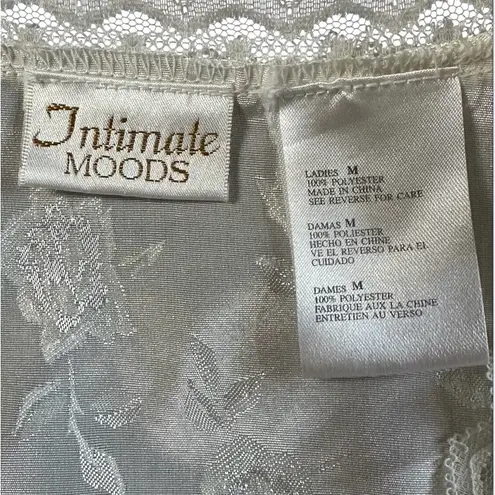 Intimate
MOODS
LADIES M
100% POLYESTER
MADE IN CHINA
SEE REVERSE FOR CARE
DAMAS M
100% POLIESTER
HECHO EN CHINE
VE EL REVERSO PARA EL
CUIDADO
DAMES M
100% POLYESTER
FABRIQUE AUX LA CHINE
ENTRETIEN AU VERSO